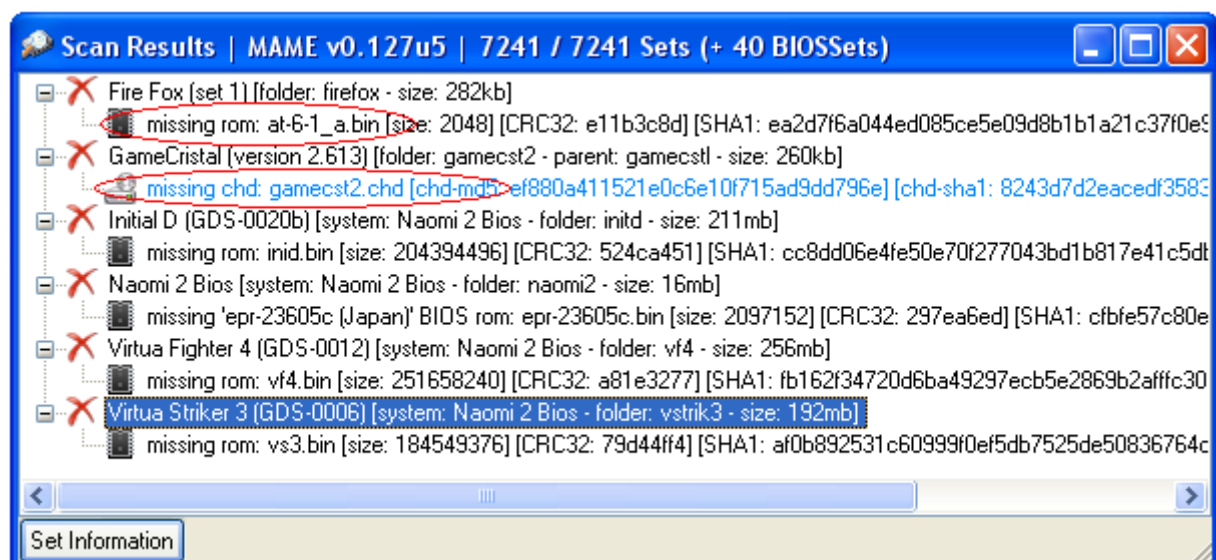 Scan Results | MAME v0.127u5 | 7241 / 7241 Sets (+ 40 BIOSSets)
Fire Fox (set 1) [folder: firefox - size: 282kb]
missing rom: at-6-1_a.bin [size: 2048] [CRC32: e11b3c8d] [SHA1: ea2d7f6a044ed085ce5e09d8b1b1a21c37f0e9
GameCristal (version 2.613) [folder: gamecst2 - parent: gamecstl - size: 260kb]
missing chd: gamecst2.chd [chd-md5: ef880a411521e0c6e10f715ad9dd796e] [chd-sha1: 8243d7d2eacedf3583
Initial D (GDS-0020b) [system: Naomi 2 Bios - folder: initd - size: 211mb]
missing rom: inid.bin [size: 204394496] [CRC32: 524ca451] [SHA1: cc8dd06e4fe50e70f277043bd1b817e41c5db
Naomi 2 Bios [system: Naomi 2 Bios - folder: naomi2 - size: 16mb]
missing 'epr-23605c (Japan)' BIOS rom: epr-23605c.bin [size: 2097152] [CRC32: 297ea6ed] [SHA1: cfbfe57c80e
Virtua Fighter 4 (GDS-0012) [system: Naomi 2 Bios - folder: vf4 - size: 256mb]
missing rom: vf4.bin [size: 251658240] [CRC32: a81e3277] [SHA1: fb162f34720d6ba49297ecb5e2869b2afffc30
Virtua Striker 3 (GDS-0006) [system: Naomi 2 Bios - folder: vstrik3 - size: 192mb]
missing rom: vs3.bin [size: 184549376] [CRC32: 79d44ff4] [SHA1: af0b892531c60999f0ef5db7525de50836764c
Set Information